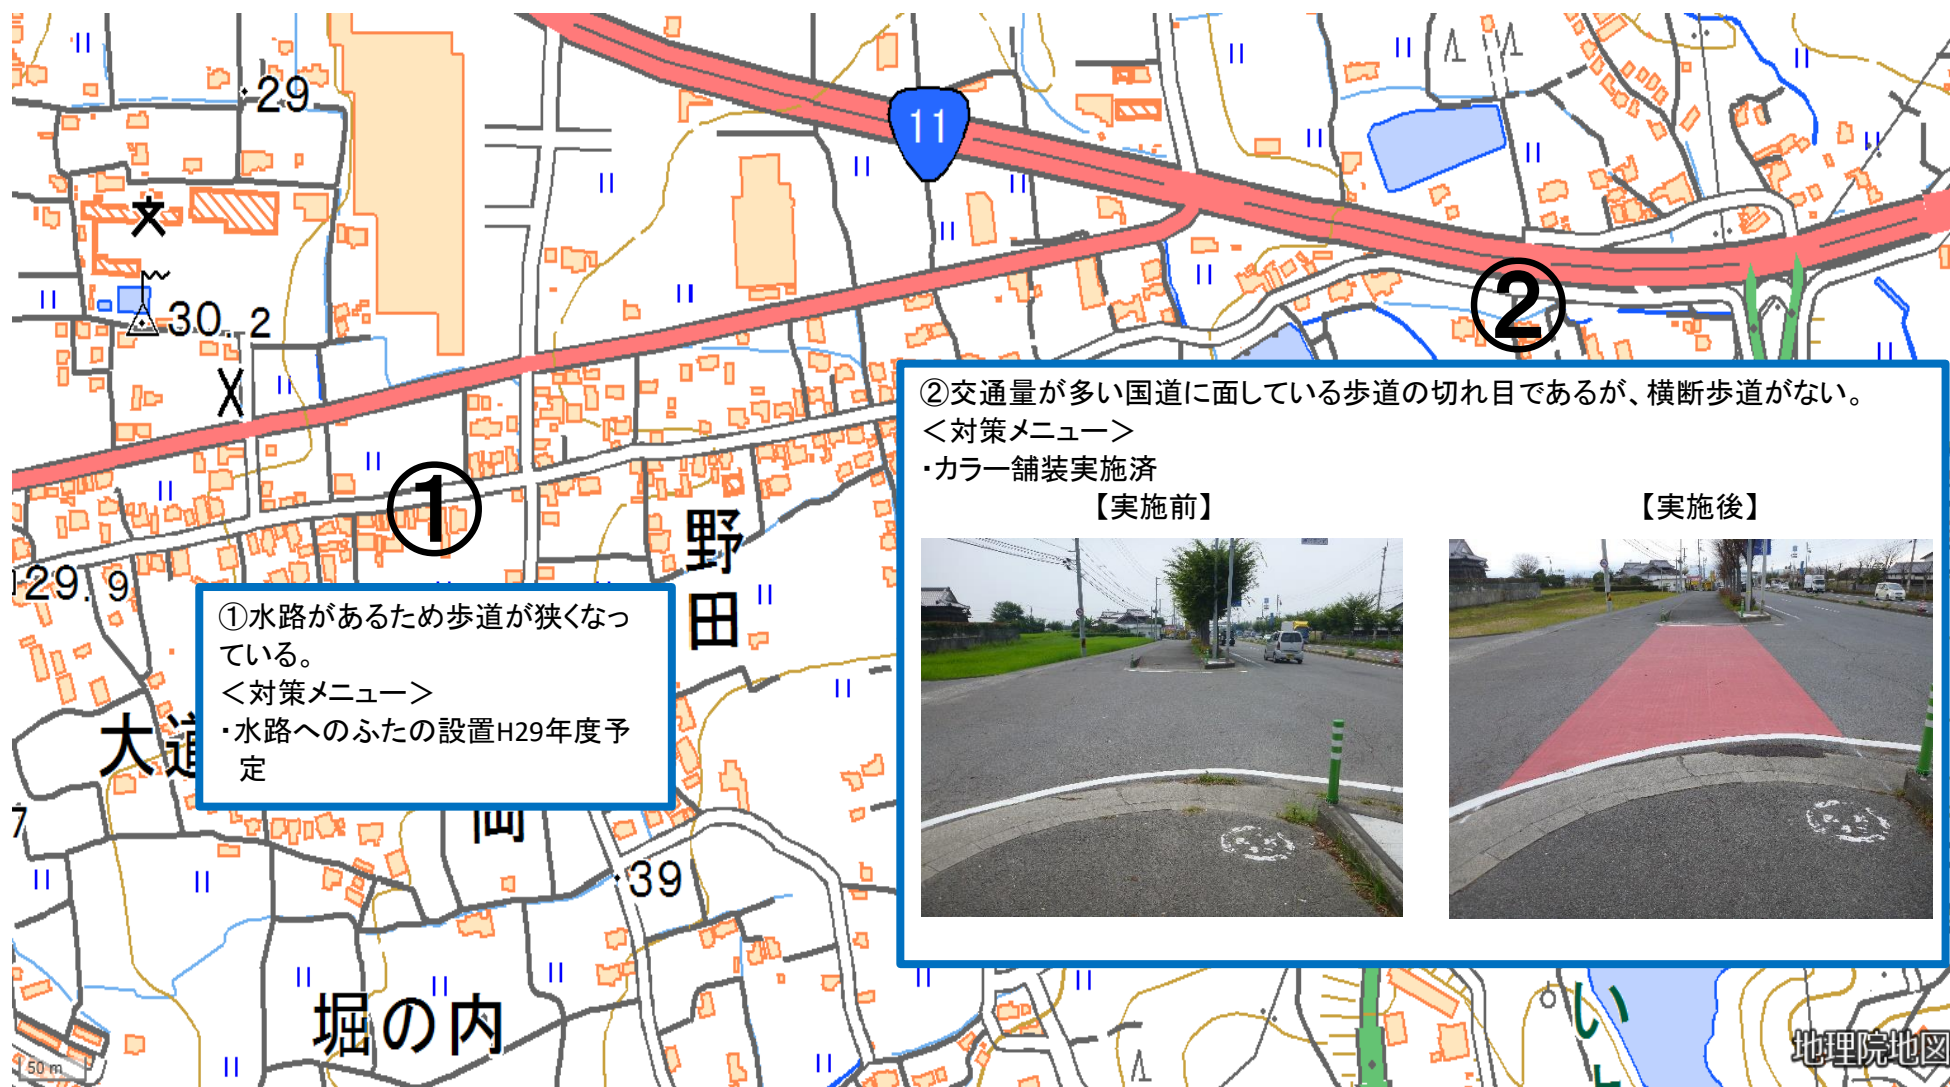 29
11
文
30.2
②
②交通量が多い国道に面している歩道の切れ目であるが、横断歩道がない。
＜対策メニュー＞
・カラー舗装実施済
【実施前】
【実施後】
①
野田
29.9
①水路があるため歩道が狭くなっ
ている。
＜対策メニュー＞
・水路へのふたの設置H29年度予
定
大道
7
39
堀の内
い
50 m
地理院地図